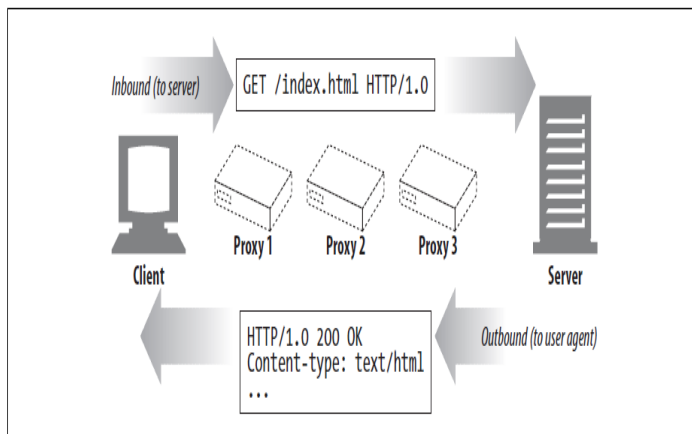 Inbound (to server)
GET /index.html HTTP/1.0
Proxy 1
Proxy 2
Proxy 3
Client
Server
HTTP/1.0 200 OK
Content-type: text/html
...
Outbound (to user agent)